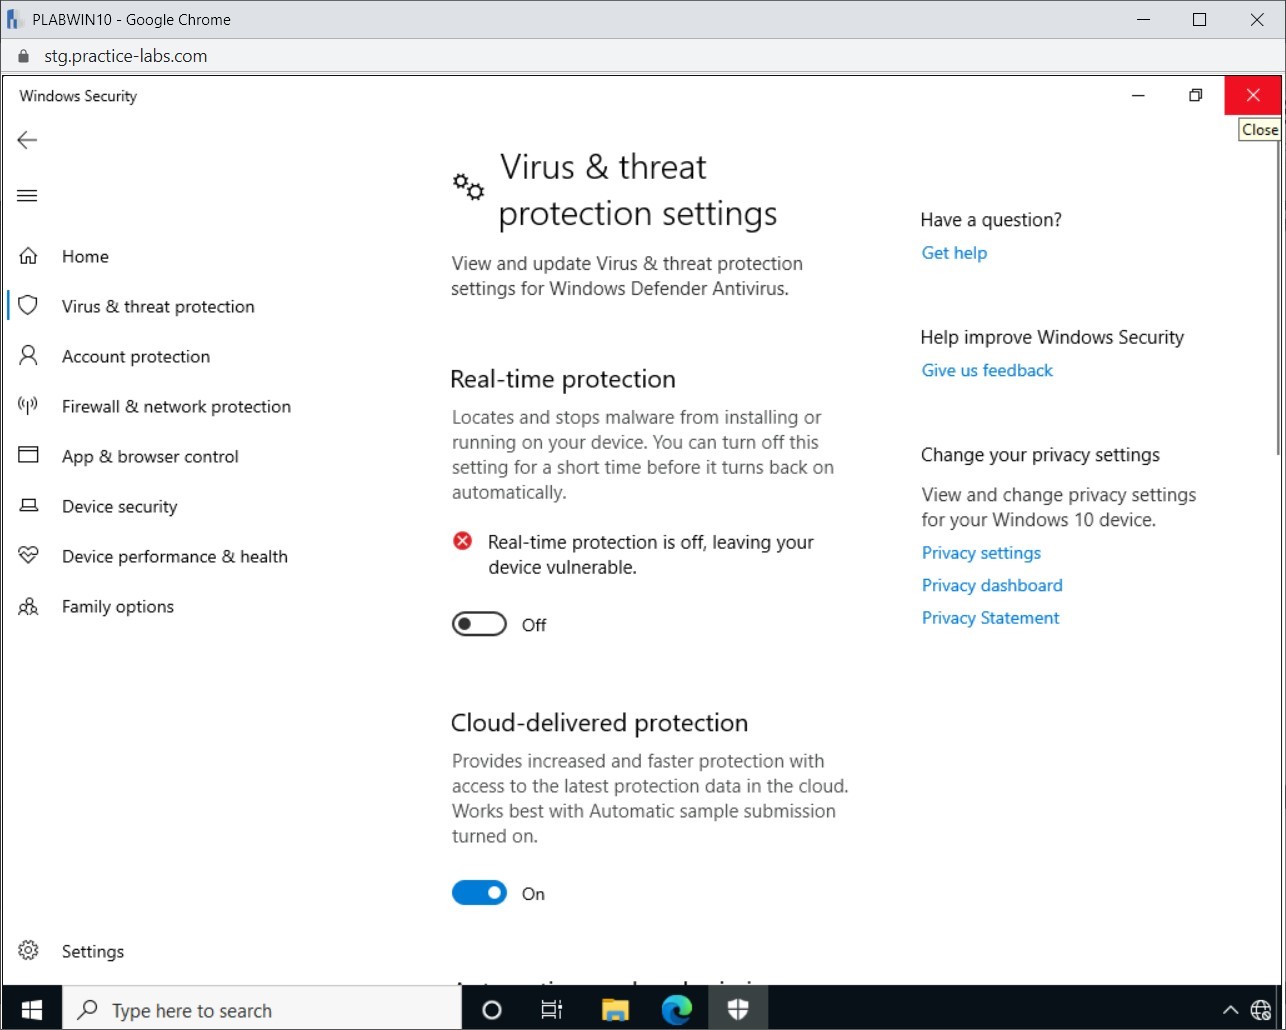 PLABWIN10 - Google Chrome
stg.practice-labs.com
Windows Security
Close
Home
Virus & threat protection
Account protection
Firewall & network protection
App & browser control
Device security
Device performance & health
Family options
Settings
Virus & threat
protection settings
View and update Virus & threat protection
settings for Windows Defender Antivirus.
Real-time protection
Locates and stops malware from installing or
running on your device. You can turn off this
setting for a short time before it turns back on
automatically.
Real-time protection is off, leaving your
device vulnerable.
Off
Cloud-delivered protection
Provides increased and faster protection with
access to the latest protection data in the cloud.
Works best with Automatic sample submission
turned on.
On
Have a question?
Get help
Help improve Windows Security
Give us feedback
Change your privacy settings
View and change privacy settings
for your Windows 10 device.
Privacy settings
Privacy dashboard
Privacy Statement
Type here to search